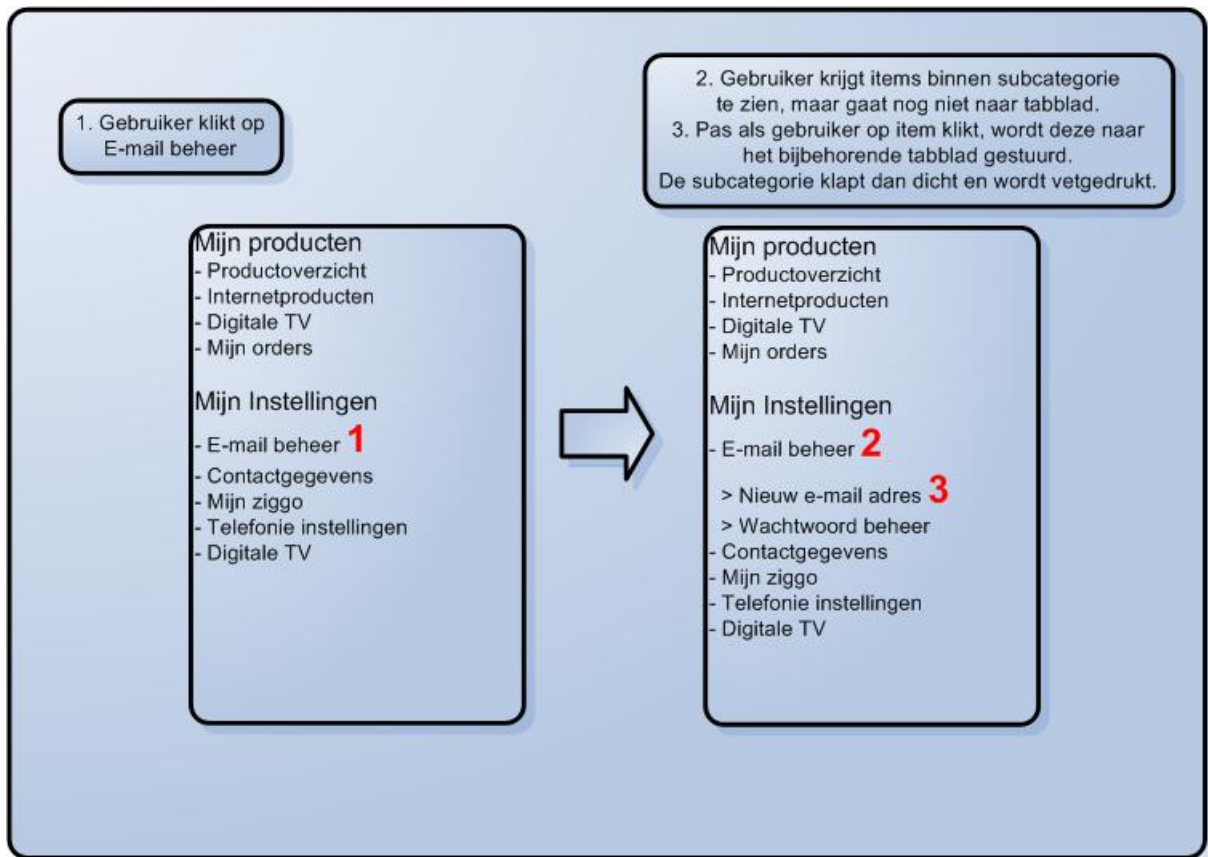 1. Gebruiker klikt op
E-mail beheer
2. Gebruiker krijgt items binnen subcategorie
te zien, maar gaat nog niet naar tabblad.
3. Pas als gebruiker op item klikt, wordt deze naar
het bijbehorende tabblad gestuurd.
De subcategorie klapt dan dicht en wordt vetgedrukt.
Mijn producten
- Productoverzicht
- Internetproducten
- Digitale TV
- Mijn orders
Mijn Instellingen
- E-mail beheer 1
- Contactgegevens
- Mijn ziggo
- Telefonie instellingen
- Digitale TV
Mijn producten
- Productoverzicht
- Internetproducten
- Digitale TV
- Mijn orders
Mijn Instellingen
- E-mail beheer 2
> Nieuw e-mail adres 3
> Wachtwoord beheer
- Contactgegevens
- Mijn ziggo
- Telefonie instellingen
- Digitale TV